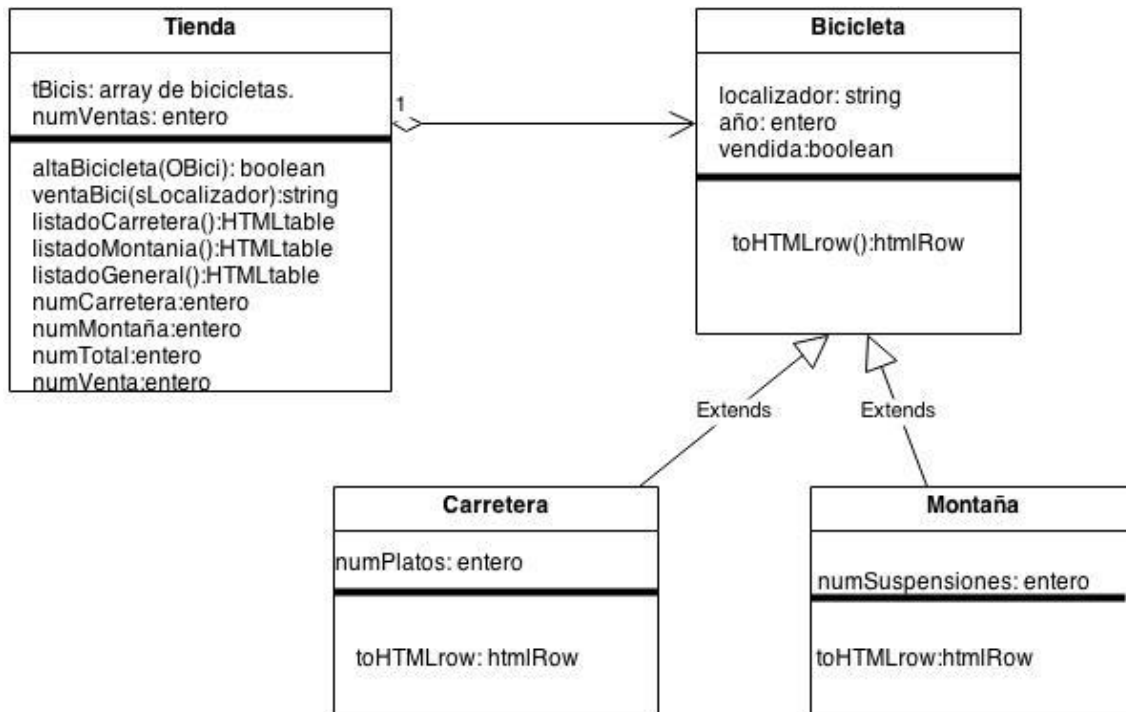 Tienda
tBicis: array de bicicletas.
numVentas: entero
altaBicicleta(OBici): boolean
ventaBici(sLocalizador):string
listadoCarretera():HTMLtable
listadoMontania():HTMLtable
listadoGeneral():HTMLtable
numCarretera:entero
numMontaña:entero
numTotal:entero
numVenta:entero
1
Bicicleta
localizador: string
año: entero
vendida:boolean
toHTMLrow():htmlRow
Extends
Extends
Carretera
numPlatos: entero
toHTMLrow: htmlRow
Montaña
numSuspensiones: entero
toHTMLrow:htmlRow